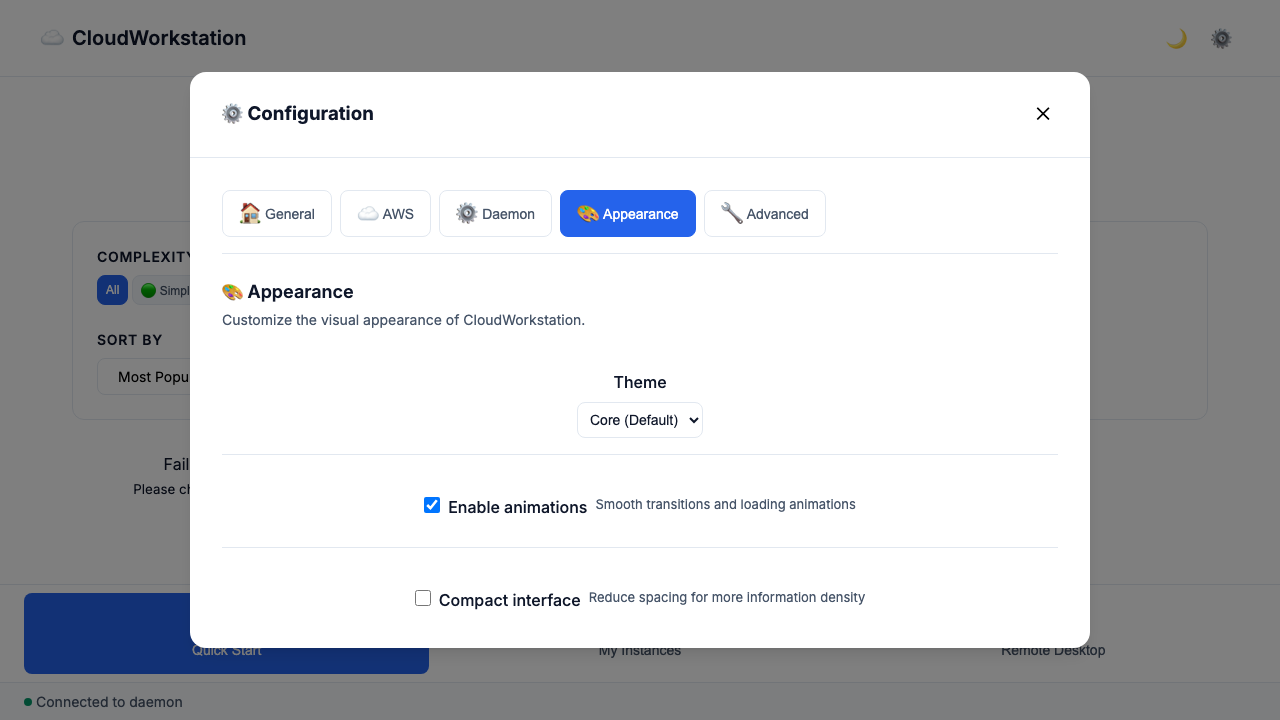 ☁️ CloudWorkstation
⚙️ Configuration
General
AWS
Daemon
Appearance
Advanced
COMPLEXITY
All
Simpl
SORT BY
Most Popu
🎨 Appearance
Customize the visual appearance of CloudWorkstation.
Theme
Core (Default)
Enable animations Smooth transitions and loading animations
Compact interface Reduce spacing for more information density
Fail
Please ch
Quick Start
My Instances
Remote Desktop
Connected to daemon